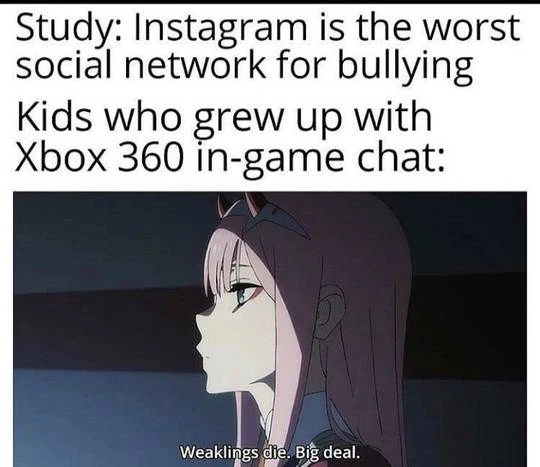 Study: Instagram is the worst
social network for bullying
Kids who grew up with
Xbox 360 in-game chat:
Weaklings die. Big deal.